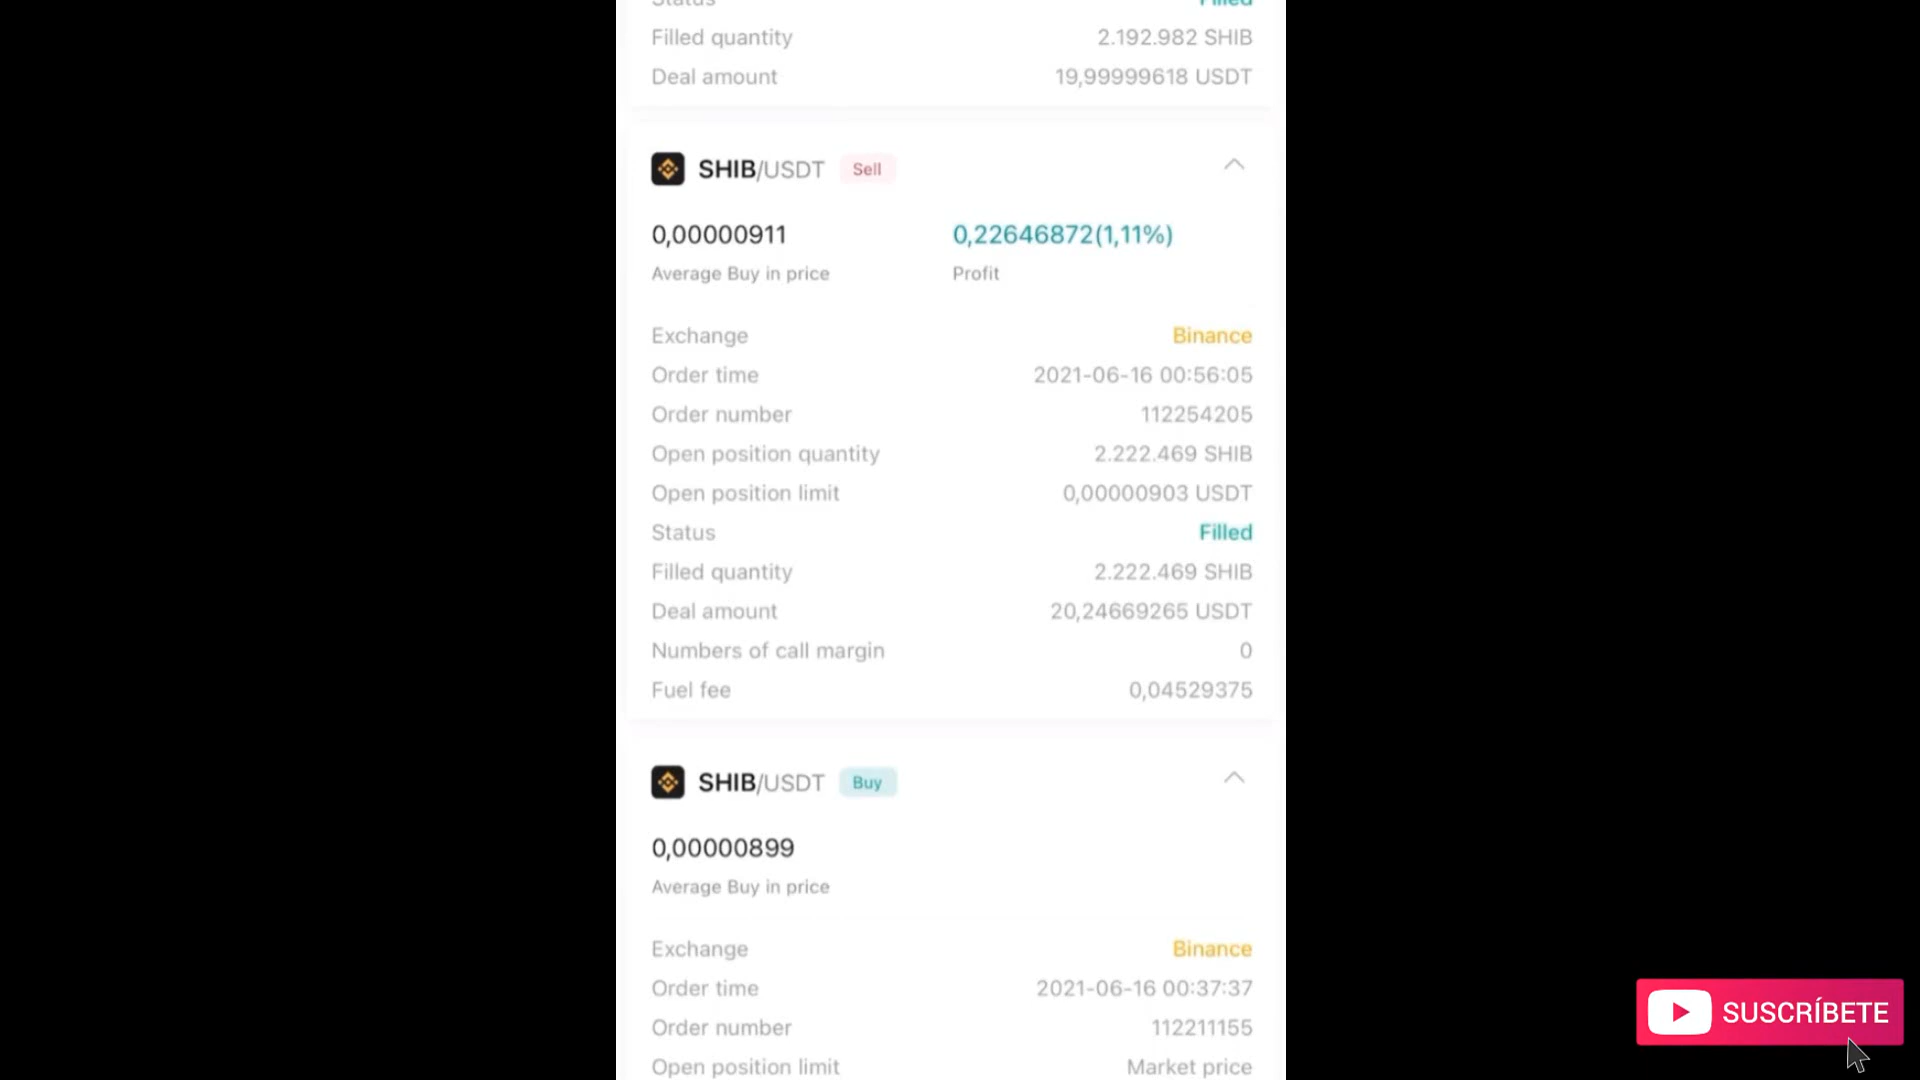 Status Filled
Filled quantity 2.192.982 SHIB
Deal amount 19,99999618 USDT
SHIB/USDT Sell
0,00000911 0,22646872(1,11%)
Average Buy in price Profit
Exchange Binance
Order time 2021-06-16 00:56:05
Order number 112254205
Open position quantity 2.222.469 SHIB
Open position limit 0,00000903 USDT
Status Filled
Filled quantity 2.222.469 SHIB
Deal amount 20,24669265 USDT
Numbers of call margin 0
Fuel fee 0,04529375
SHIB/USDT Buy
0,00000899
Average Buy in price
Exchange Binance
Order time 2021-06-16 00:37:37
Order number 112211155
Open position limit Market price
SUSCRÍBETE